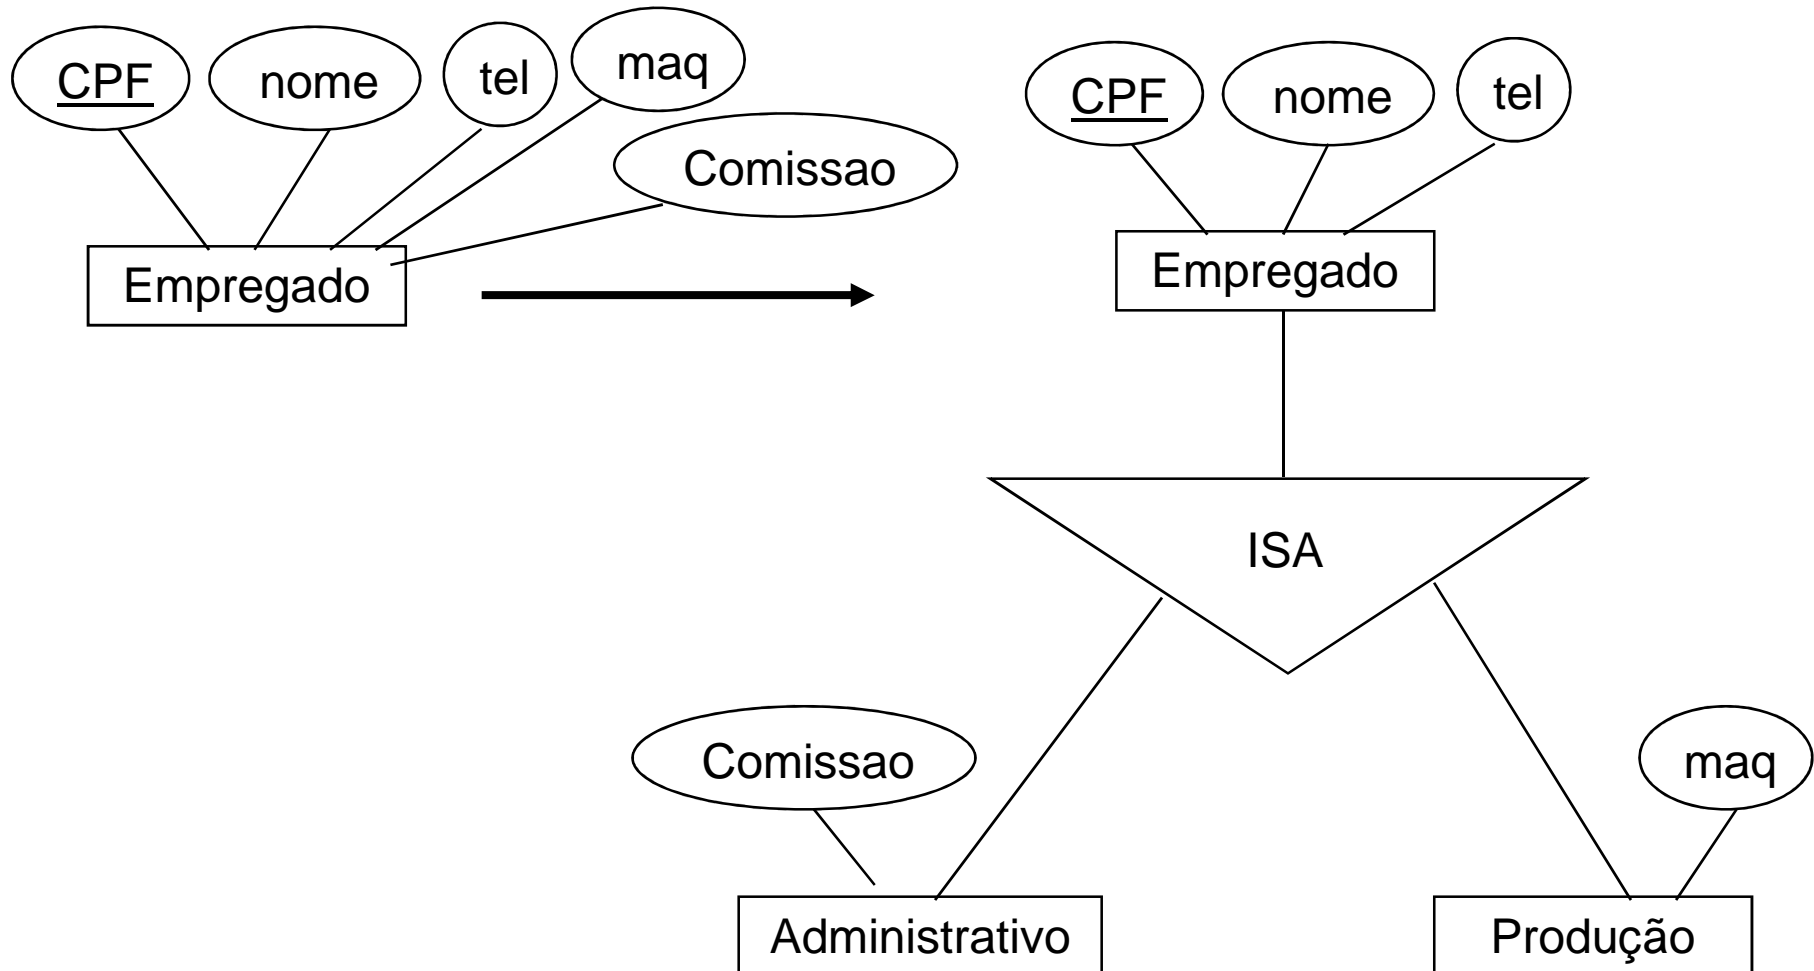 CPF
nome
tel
maq
Comissao
Empregado
CPF
nome
tel
Empregado
ISA
Comissao
maq
Administrativo
Produção